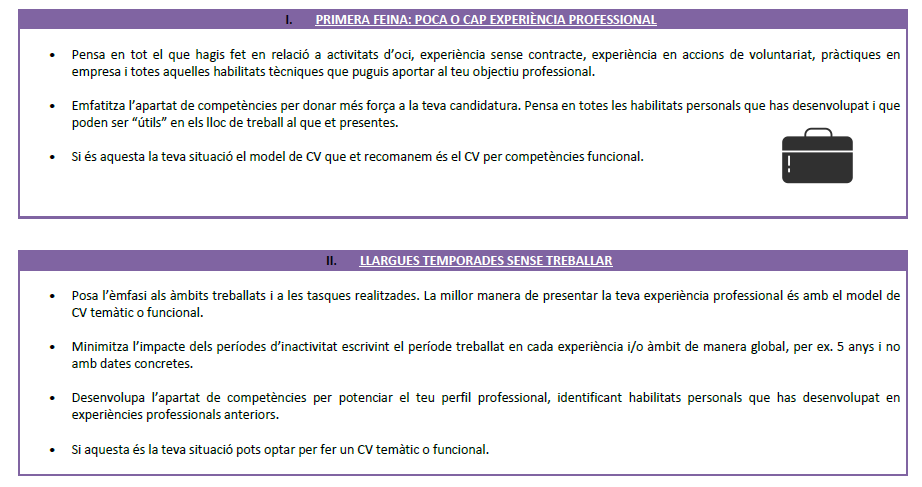 I. PRIMERA FEINA: POCA O CAP EXPERIÈNCIA PROFESSIONAL
• Pensa en tot el que hagis fet en relació a activitats d'oci, experiència sense contracte, experiència en accions de voluntariat, pràctiques en
empresa i totes aquelles habilitats tècniques que puguis aportar al teu objectiu professional.
• Emfatitza l'apartat de competències per donar més força a la teva candidatura. Pensa en totes les habilitats personals que has desenvolupat i que
poden ser "útils" en els lloc de treball al que et presentes.
• Si és aquesta la teva situació el model de CV que et recomanem és el CV per competències funcional.
II. LLARGUES TEMPORADES SENSE TREBALLAR
• Posa l'èmfasi als àmbits treballats i a les tasques realitzades. La millor manera de presentar la teva experiència professional és amb el model de
CV temàtic o funcional.
• Minimitza l'impacte dels períodes d'inactivitat escrivint el període treballat en cada experiència i/o àmbit de manera global, per ex. 5 anys i no
amb dates concretes.
• Desenvolupa l'apartat de competències per potenciar el teu perfil professional, identificant habilitats personals que has desenvolupat en
experiències professionals anteriors.
• Si aquesta és la teva situació pots optar per fer un CV temàtic o funcional.